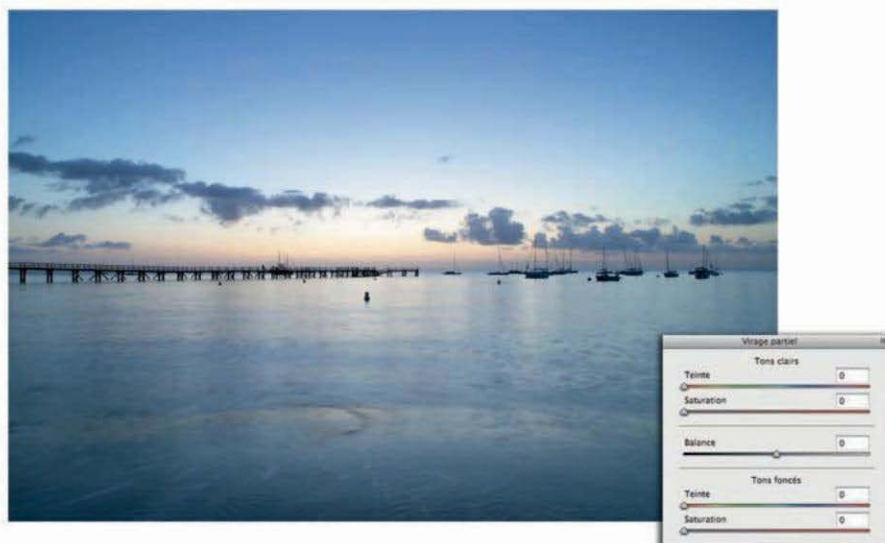 Virage partiel
Tons clairs
Teinte 0
Saturation 0
Balance 0
Tons foncés
Teinte 0
Saturation 0